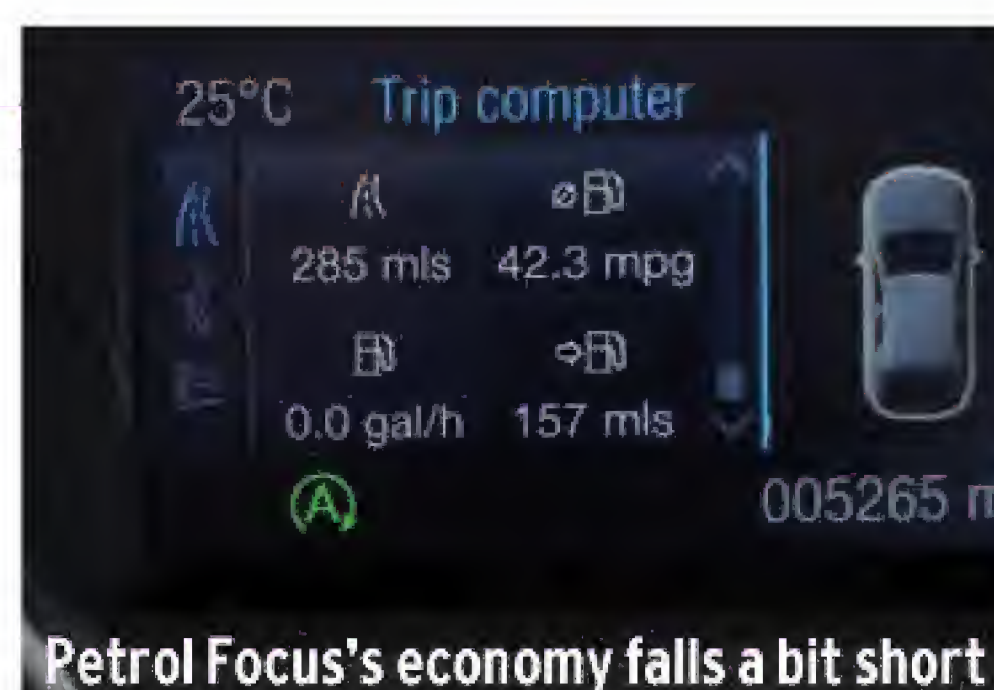 25°C Trip computer
285 mls 42.3 mpg
0.0 gal/h 157 mls
A
005265 m
Petrol Focus's economy falls a bit short